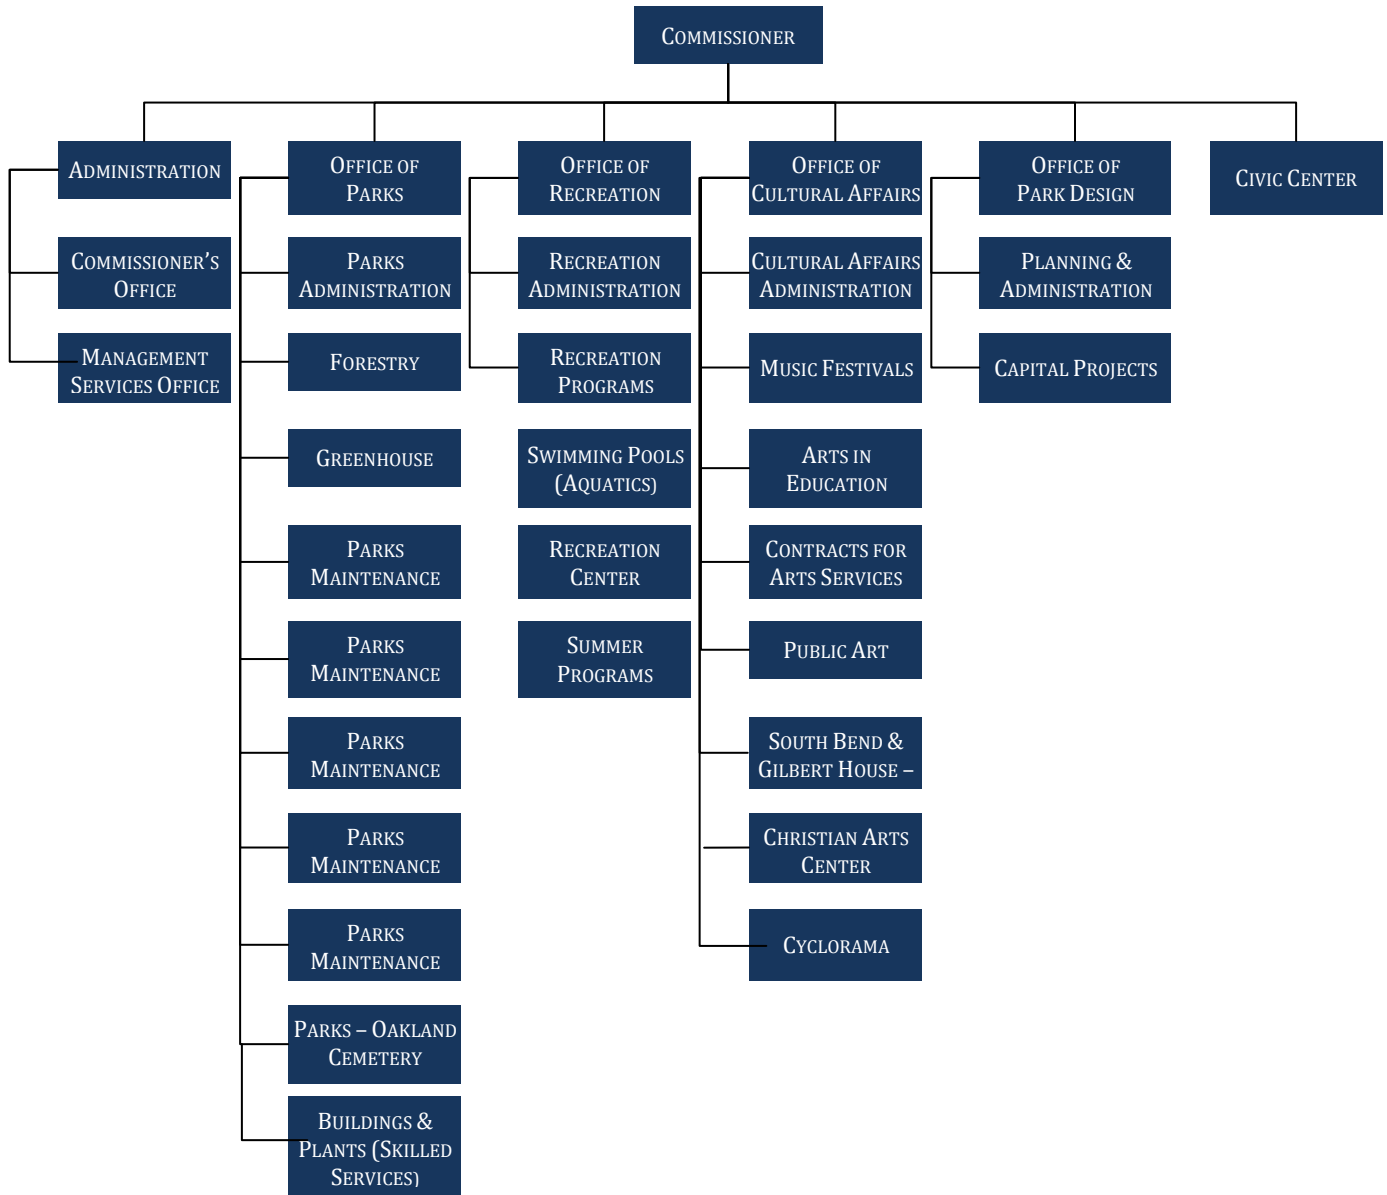 COMMISSIONER
ADMINISTRATION
COMMISSIONER'S
OFFICE
MANAGEMENT
SERVICES OFFICE
OFFICE OF
PARKS
PARKS
ADMINISTRATION
FORESTRY
GREENHOUSE
PARKS
MAINTENANCE
PARKS
MAINTENANCE
PARKS
MAINTENANCE
PARKS
MAINTENANCE
PARKS
MAINTENANCE
PARKS – OAKLAND
CEMETERY
BUILDINGS &
PLANTS (SKILLED
SERVICES)
OFFICE OF
RECREATION
RECREATION
ADMINISTRATION
RECREATION
PROGRAMS
SWIMMING POOLS
(AQUATICS)
RECREATION
CENTER
SUMMER
PROGRAMS
OFFICE OF
CULTURAL AFFAIRS
CULTURAL AFFAIRS
ADMINISTRATION
MUSIC FESTIVALS
ARTS IN
EDUCATION
CONTRACTS FOR
ARTS SERVICES
PUBLIC ART
SOUTH BEND &
GILBERT HOUSE –
CHRISTIAN ARTS
CENTER
CYCLORAMA
OFFICE OF
PARK DESIGN
PLANNING &
ADMINISTRATION
CAPITAL PROJECTS
CIVIC CENTER